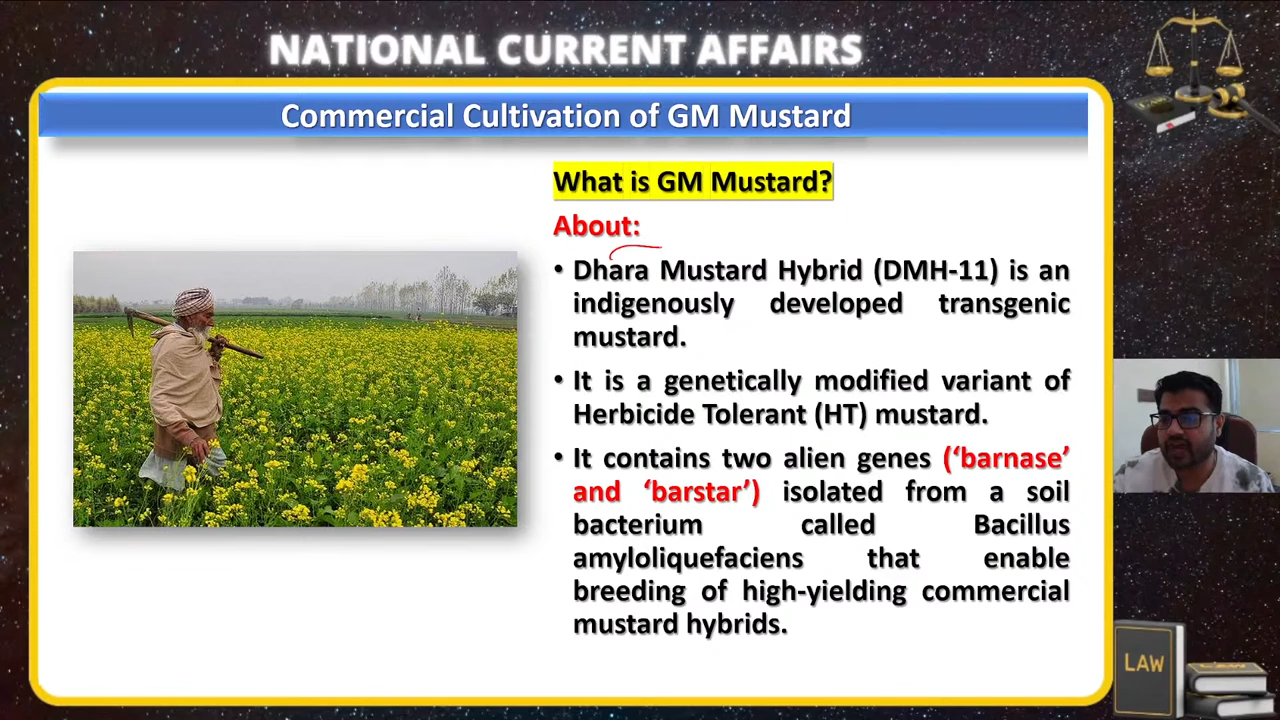 NATIONAL CURRENT AFFAIRS
Commercial Cultivation of GM Mustard
What is GM Mustard?
About:
• Dhara Mustard Hybrid (DMH-11) is an
indigenously developed transgenic
mustard.
• It is a genetically modified variant of
Herbicide Tolerant (HT) mustard.
• It contains two alien genes (‘barnase’
and ‘barstar’) isolated from a soil
bacterium called Bacillus
amyloliquefaciens that enable
breeding of high-yielding commercial
mustard hybrids.
LAW